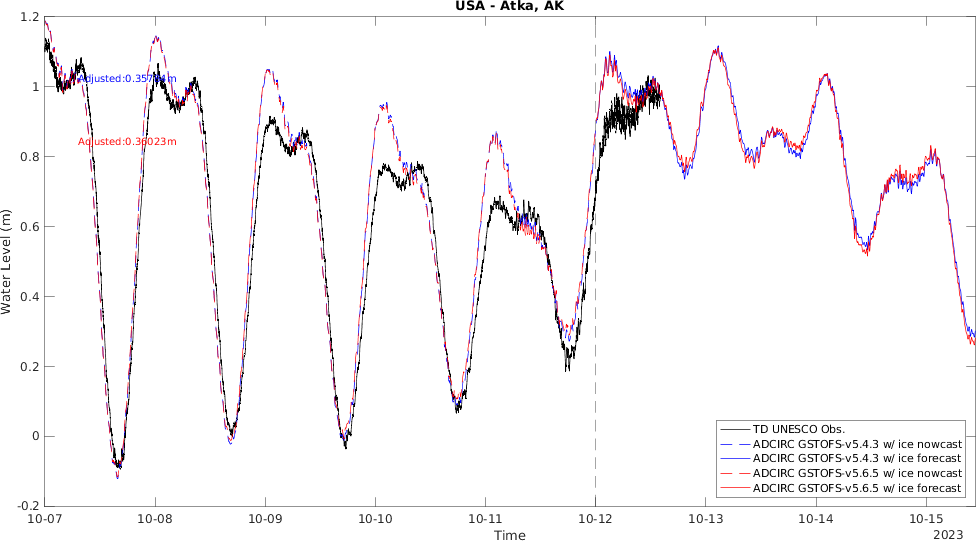 USA - Atka, AK
Water Level (m)
1.2
1
0.8
0.6
0.4
0.2
0
-0.2
Adjusted:0.36023m
10-07
10-08
10-09
10-10
10-11
10-12
10-13
10-14
10-15
Time
2023
TD UNESCO Obs.
ADCIRC GSTOFS-v5.4.3 w/ ice nowcast
ADCIRC GSTOFS-v5.4.3 w/ ice forecast
ADCIRC GSTOFS-v5.6.5 w/ ice nowcast
ADCIRC GSTOFS-v5.6.5 w/ ice forecast